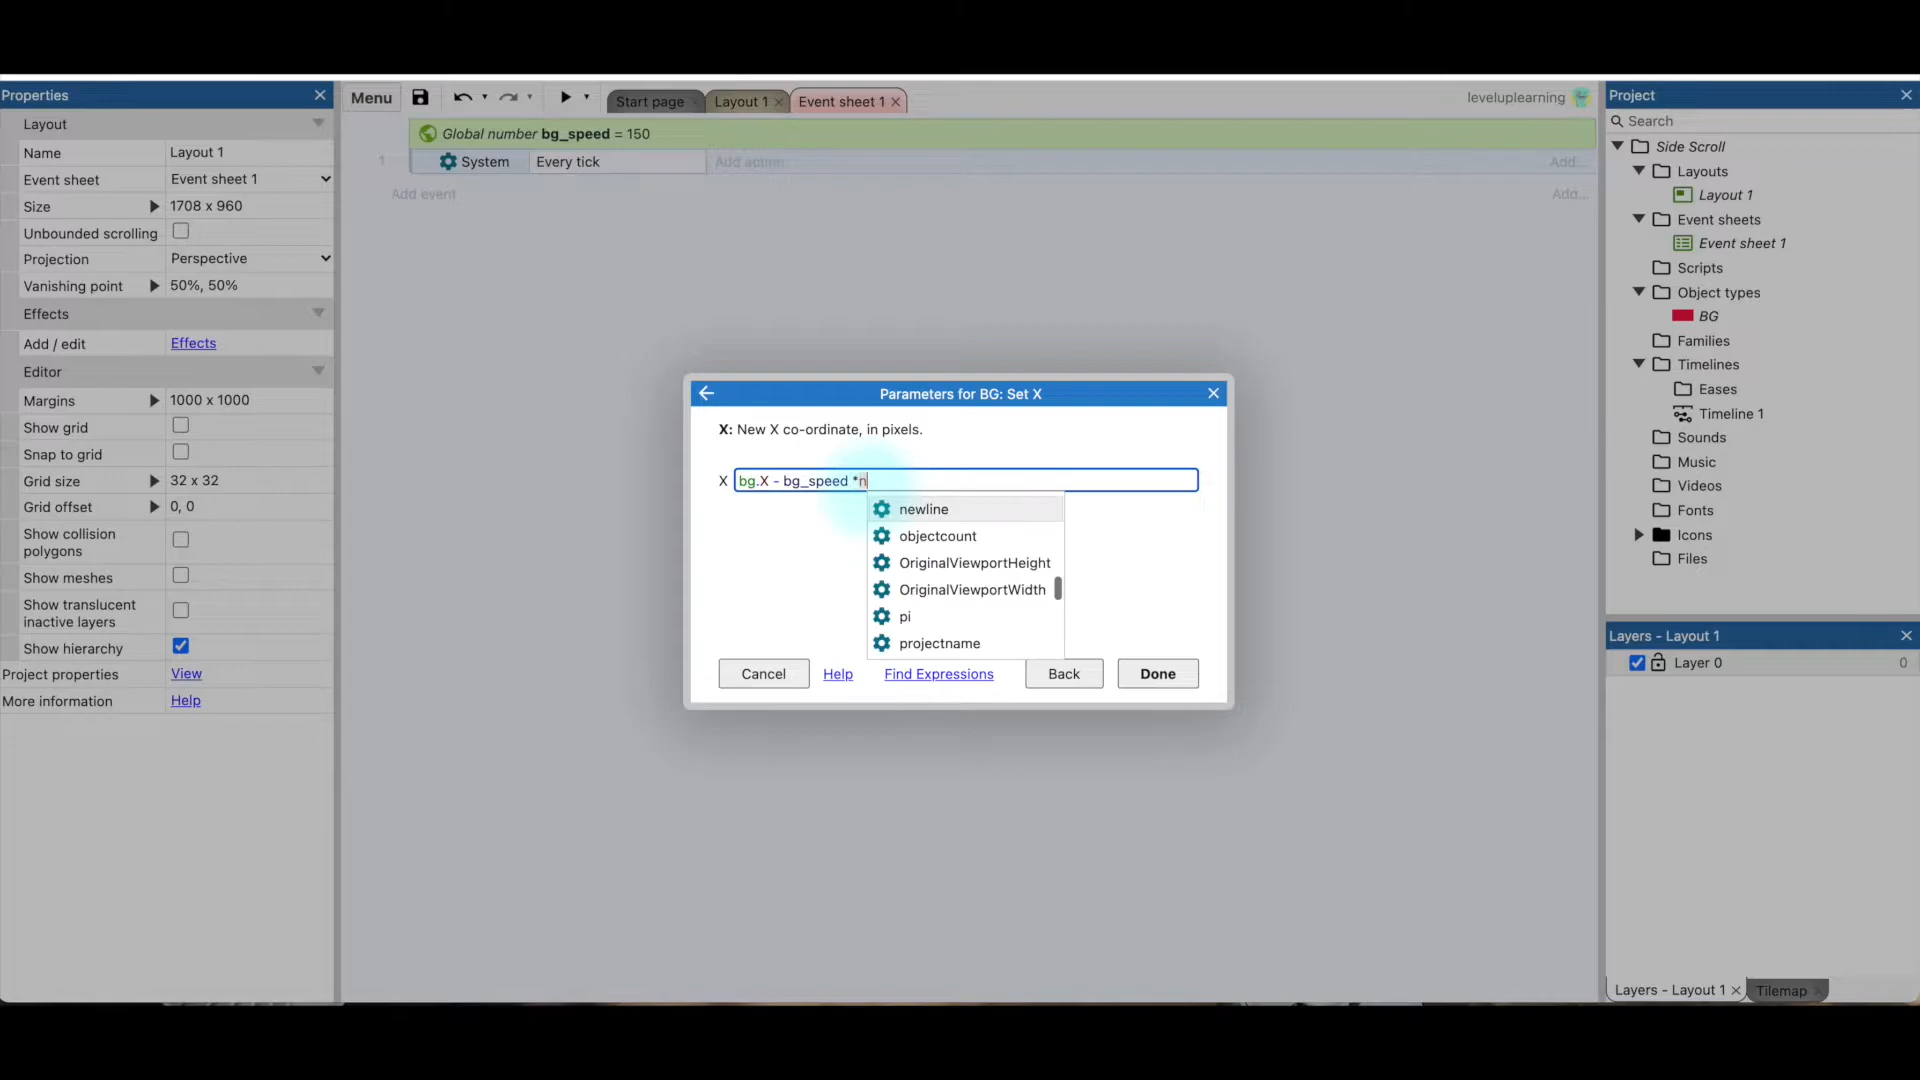 Properties
Layout
Name Layout 1
Event sheet Event sheet 1
Size 1708 x 960
Unbounded scrolling
Projection Perspective
Vanishing point 50%, 50%
Effects
Add / edit Effects
Editor
Margins 1000 x 1000
Show grid
Snap to grid
Grid size 32 x 32
Grid offset 0, 0
Show collision
polygons
Show meshes
Show translucent
inactive layers
Show hierarchy
Project properties View
More information Help
Menu
Start page
Layout 1
Event sheet 1
leveluplearning
Global number bg_speed = 150
1 System Every tick Add action Add...
Add event Add...
Parameters for BG: Set X
X: New X co-ordinate, in pixels.
X bg.X - bg_speed *n
newline
objectcount
OriginalViewportHeight
OriginalViewportWidth
pi
projectname
Cancel Help Find Expressions Back Done
Project
Search
Side Scroll
Layouts
Layout 1
Event sheets
Event sheet 1
Scripts
Object types
BG
Families
Timelines
Eases
Timeline 1
Sounds
Music
Videos
Fonts
Icons
Files
Layers - Layout 1
Layer 0 0
Layers - Layout 1 Tilemap